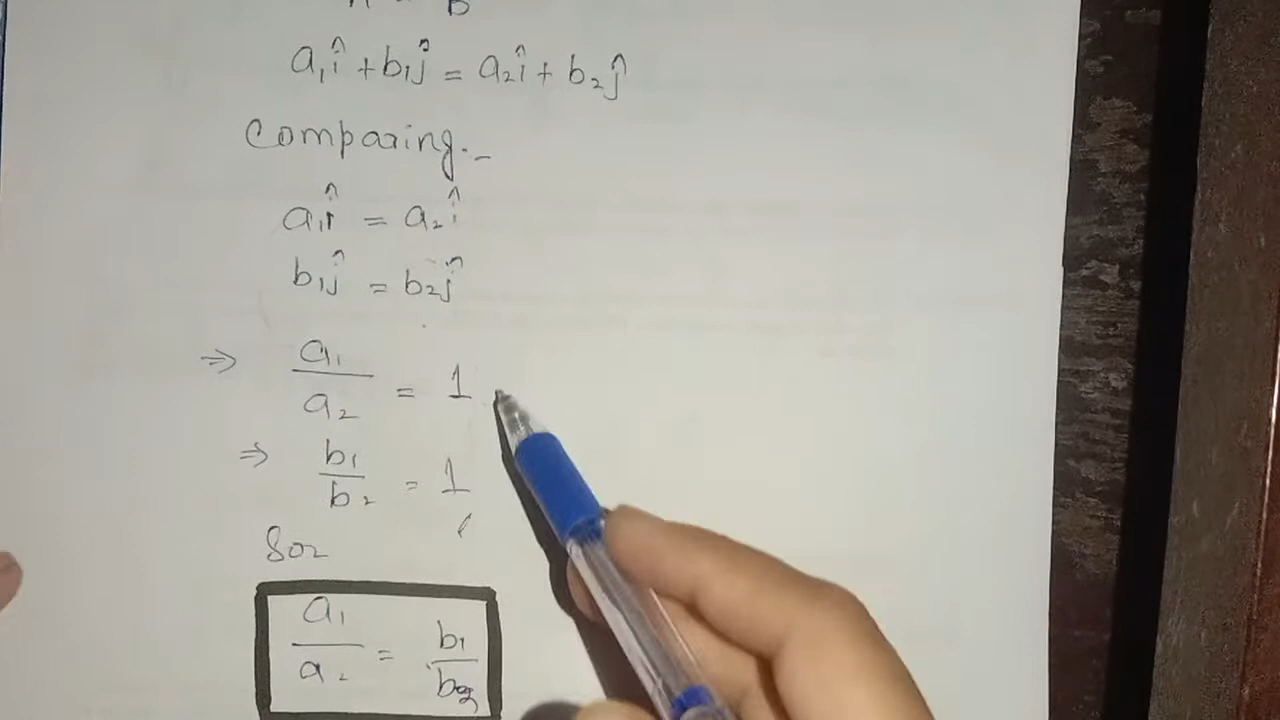 a₁î + b₁ĵ = a₂î + b₂ĵ
Comparing.-
a₁î = a₂î
b₁ĵ = b₂ĵ
⇒ a₁/a₂ = 1
⇒ b₁/b₂ = 1
a₁/a₂ = b₁/b₂